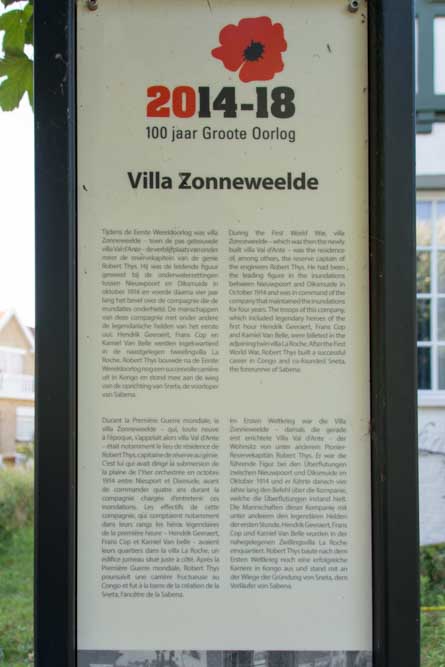 2014-18
100 jaar Groote Oorlog
Villa Zonneweelde
Tijdens de Eerste Wereldoorlog was villa
Zonneweelde – toen de pas gebouwde
villa Val d'Anto – de verblijfplaats van onder
meer de reservekapitein van de genie
Robert Thys. Hij was de leidende figuur
geweest bij de onderwaterzettingen
tussen Nieuwpoort en Diksmuide in
oktober 1914 en voerde daarna vier jaar
lang het bevel over de compagnie die de
inundaties onderhield. De manschappen
van deze compagnie met onder andere
de legendarische helden van het eerste
uur, Hendrik Geeraert, Frans Cop en
Kamiel Van Belle werden ingekwartierd
in de naastgelegen tweelingvilla La
Roche. Robert Thys bouwde na de Eerste
Wereldoorlog nog een succesvolle carrière
uit in Kongo en stond mee aan de wieg
van de oprichting van Sneta, de voorloper
van Sabena.
During the First World War, villa
Zonneweelde – which was then the newly
built villa Val d'Anto – was the residence
of, among others, the reserve captain of
the engineers Robert Thys. He had been
the leading figure in the inundations
between Nieuwpoort and Diksmuide in
October 1914 and was in command of the
company that maintained the inundations
for four years. The troops of this company,
which included legendary heroes of the
first hour Hendrik Geeraert, Frans Cop
and Kamiel Van Belle, were billeted in the
adjoining twin villa La Roche. After the First
World War, Robert Thys built a successful
career in Congo and co-founded Sneta,
the forerunner of Sabena.
Durant la Première Guerre mondiale, la
villa Zonneweelde – qui, toute neuve
à l'époque, s'appelait alors villa Val d'Anto
– était notamment le lieu de résidence de
Robert Thys, capitaine de réserve au génie.
C'est lui qui avait dirigé la submersion de
la plaine de l'Yser orchestrée en octobre
1914 entre Nieuport et Dixmude, avant
de commander quatre ans durant la
compagnie chargée d'entretenir ces
inondations. Les effectifs de cette
compagnie, qui comptaient notamment
dans leurs rangs les héros légendaires
de la première heure – Hendrik Geeraert,
Frans Cop et Kamiel Van Belle – avaient
leurs quartiers dans la villa La Roche, un
édifice jumeau situé juste à côté. Après la
Première Guerre mondiale, Robert Thys
poursuivit une carrière fructueuse au
Congo et fut à la barre de la création de la
Sneta, l'ancêtre de la Sabena.
Im Ersten Weltkrieg war die Villa
Zonneweelde – damals die gerade
erst errichtete Villa Val d'Anto – der
Wohnsitz von unter anderem Pionier-
Reservekapitän Robert Thys. Er war die
führende Figur bei den Überflutungen
zwischen Nieuwpoort und Diksmuide im
Oktober 1914 und er führte danach vier
Jahre lang den Befehl über die Kompanie,
welche die Überflutungen instand hielt.
Die Mannschaften dieser Kompanie mit
unter anderem den legendären Helden
der ersten Stunde, Hendrik Geeraert, Frans
Cop und Kamiel Van Belle wurden in der
nahegelegenen Zwillingsvilla La Roche
einquartiert. Robert Thys baute nach dem
Ersten Weltkrieg noch eine erfolgreiche
Karriere in Kongo aus und stand mit an
der Wiege der Gründung von Sneta, dem
Vorläufer von Sabena.